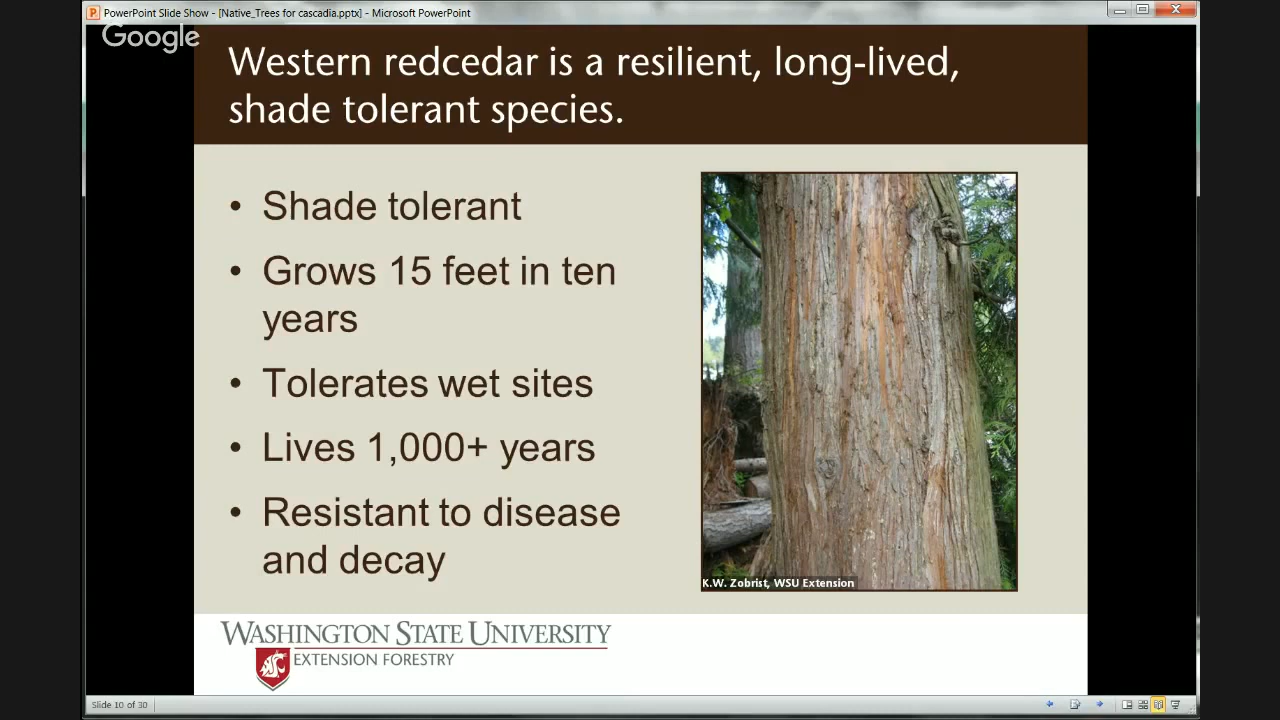 PowerPoint Slide Show - [Native_Trees for cascadia.pptx] - Microsoft PowerPoint
Google
Western redcedar is a resilient, long-lived,
shade tolerant species.
• Shade tolerant
• Grows 15 feet in ten
years
• Tolerates wet sites
• Lives 1,000+ years
• Resistant to disease
and decay
K.W. Zobrist, WSU Extension
WASHINGTON STATE UNIVERSITY
EXTENSION FORESTRY
Slide 10 of 30